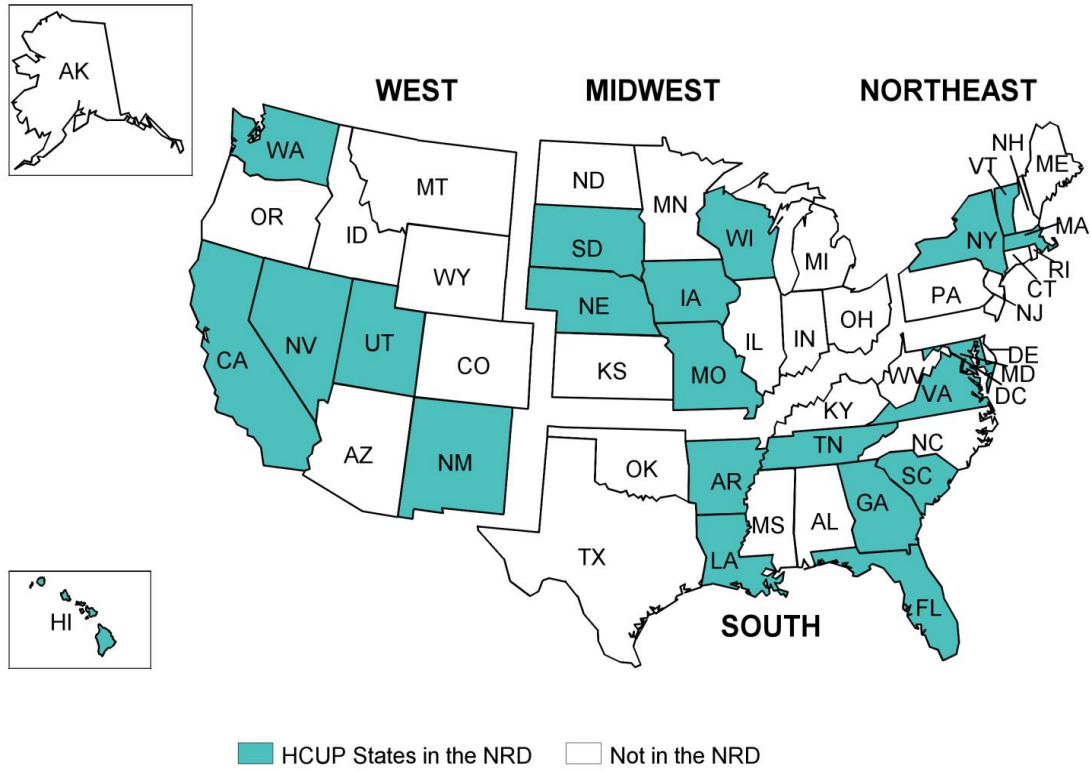 AK
WEST MIDWEST NORTHEAST
WA
MT
ND
MN
NH
VT
ME
OR
ID
SD
WI
NY
MA
WY
MI
RI
NE
IA
PA
CT
NJ
CA
NV
UT
CO
KS
MO
IL
IN
OH
DE
MD
DC
WV
VA
KY
AZ
NM
OK
AR
TN
NC
SC
GA
TX
LA
MS
AL
FL
HI
SOUTH
HCUP States in the NRD
Not in the NRD